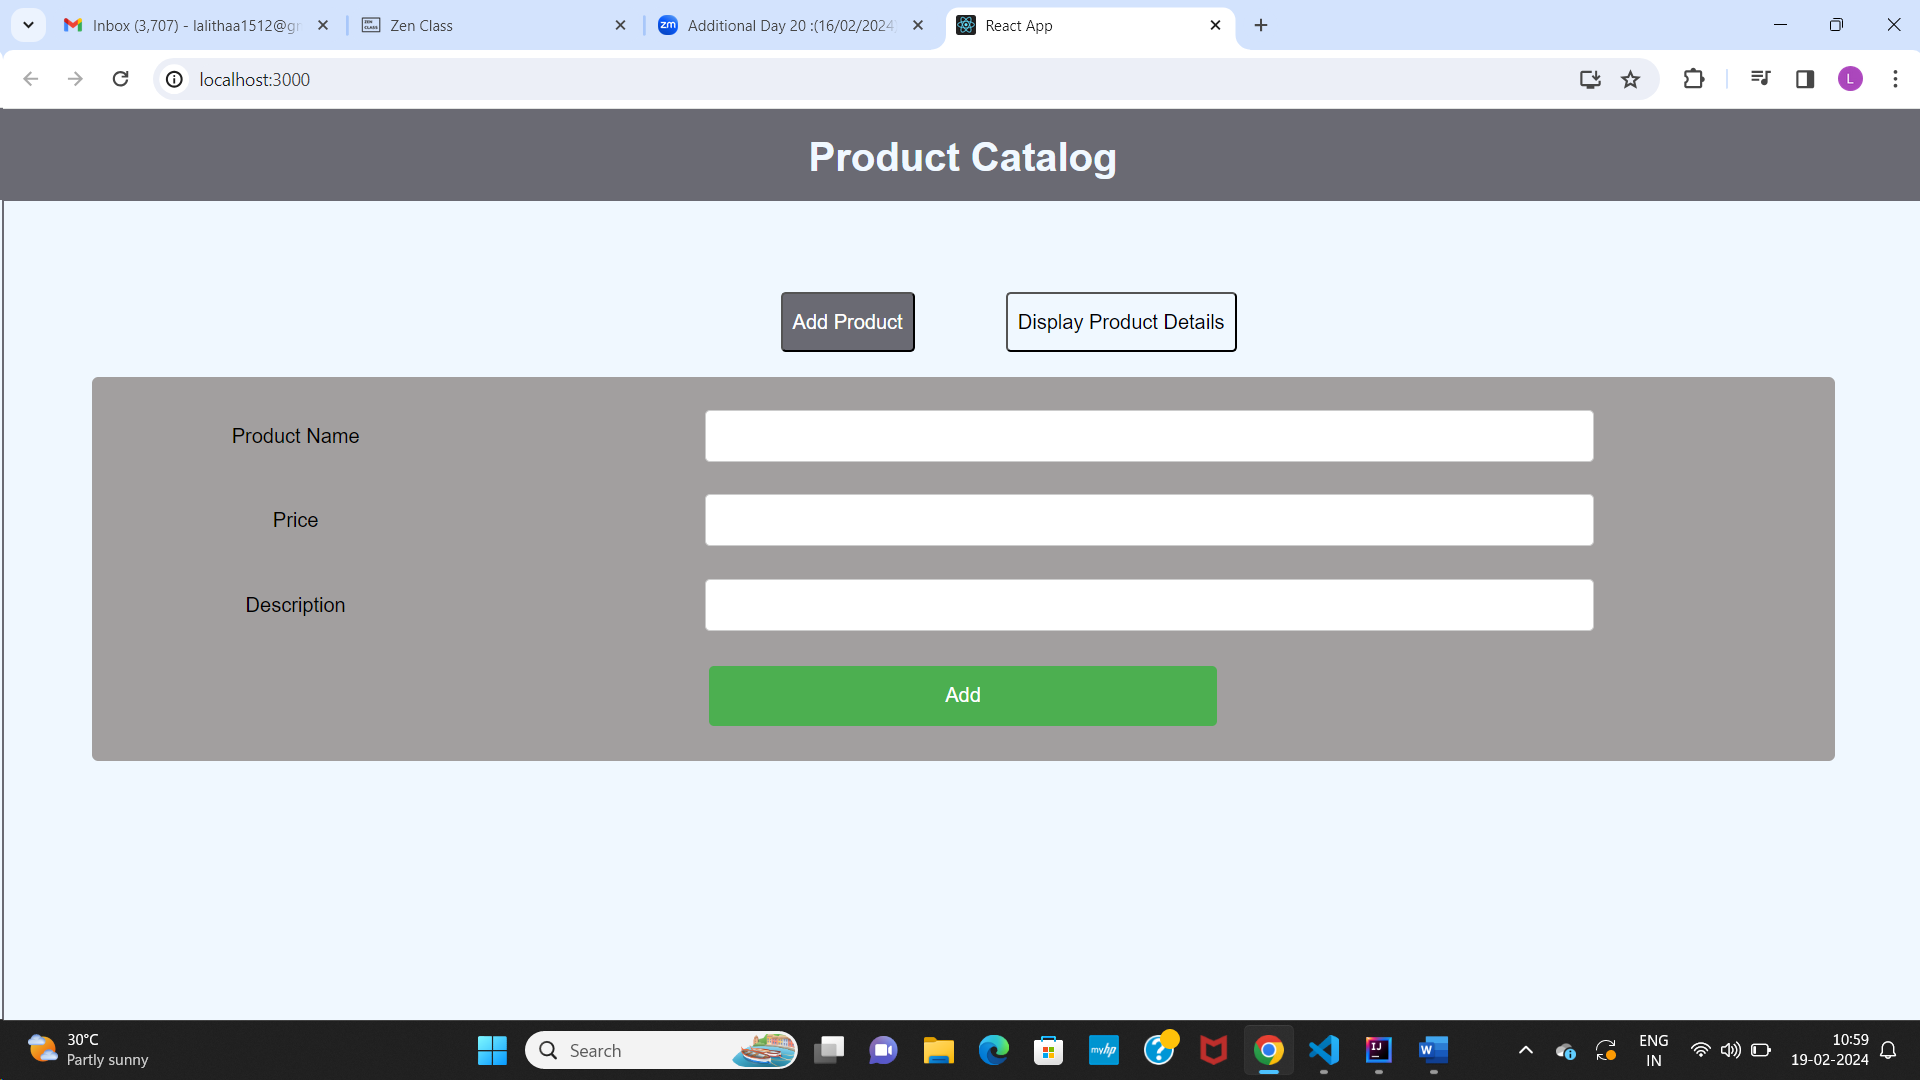 Inbox (3,707) - lalithaa1512@gr
Zen Class
Additional Day 20 :(16/02/2024)
React App
localhost:3000
L
Product Catalog
Add Product
Display Product Details
Product Name
Price
Description
Add
30°C
Partly sunny
Search
myhp
ENG
IN
10:59
19-02-2024